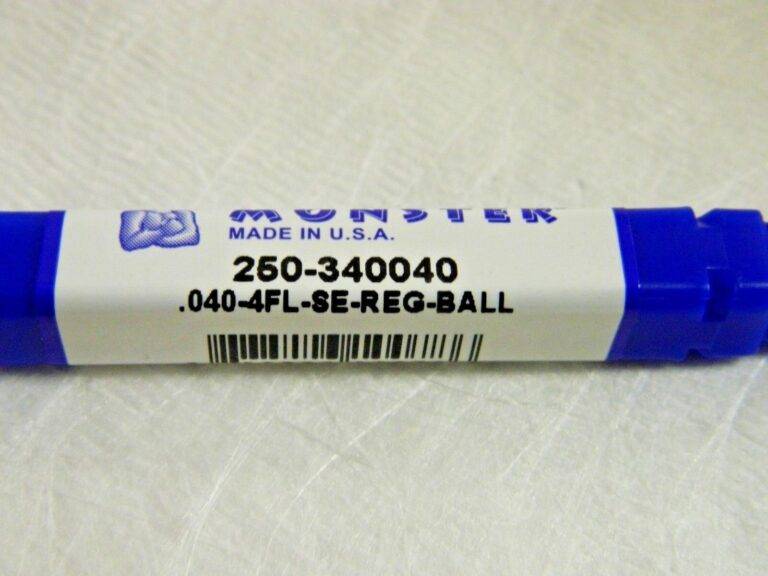 MONSTER
MADE IN U.S.A.
250-340040
.040-4FL-SE-REG-BALL